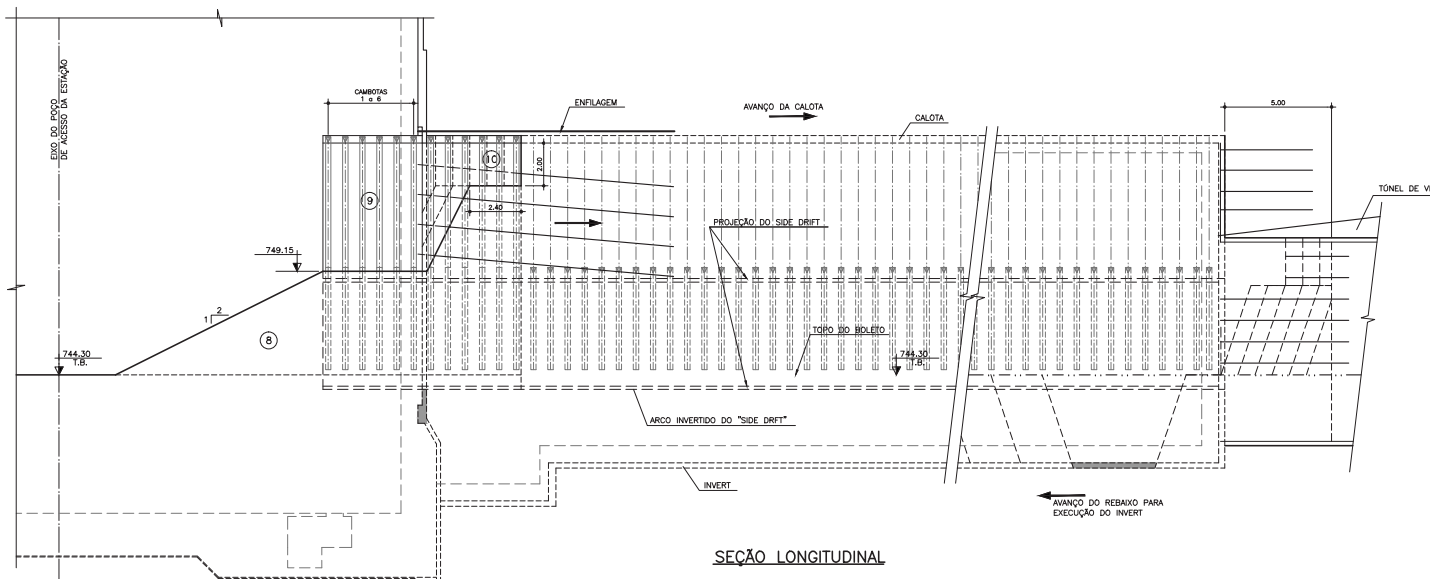 EIXO DO POÇO
DE ACESSO DA ESTAÇÃO
CAMBOTAS
1 a 6
ENFILAGEM
AVANÇO DA CALOTA
CALOTA
5.00
TÚNEL DE
10
2.00
9
2.40
PROJEÇÃO DO SIDE DRIFT
749.15
2
1
8
744.30
T.B.
TOPO DO BOLETO
744.30
T.B.
ARCO INVERTIDO DO "SIDE DRFT"
INVERT
AVANÇO DO REBAIXO PARA
EXECUÇÃO DO INVERT
SEÇÃO LONGITUDINAL